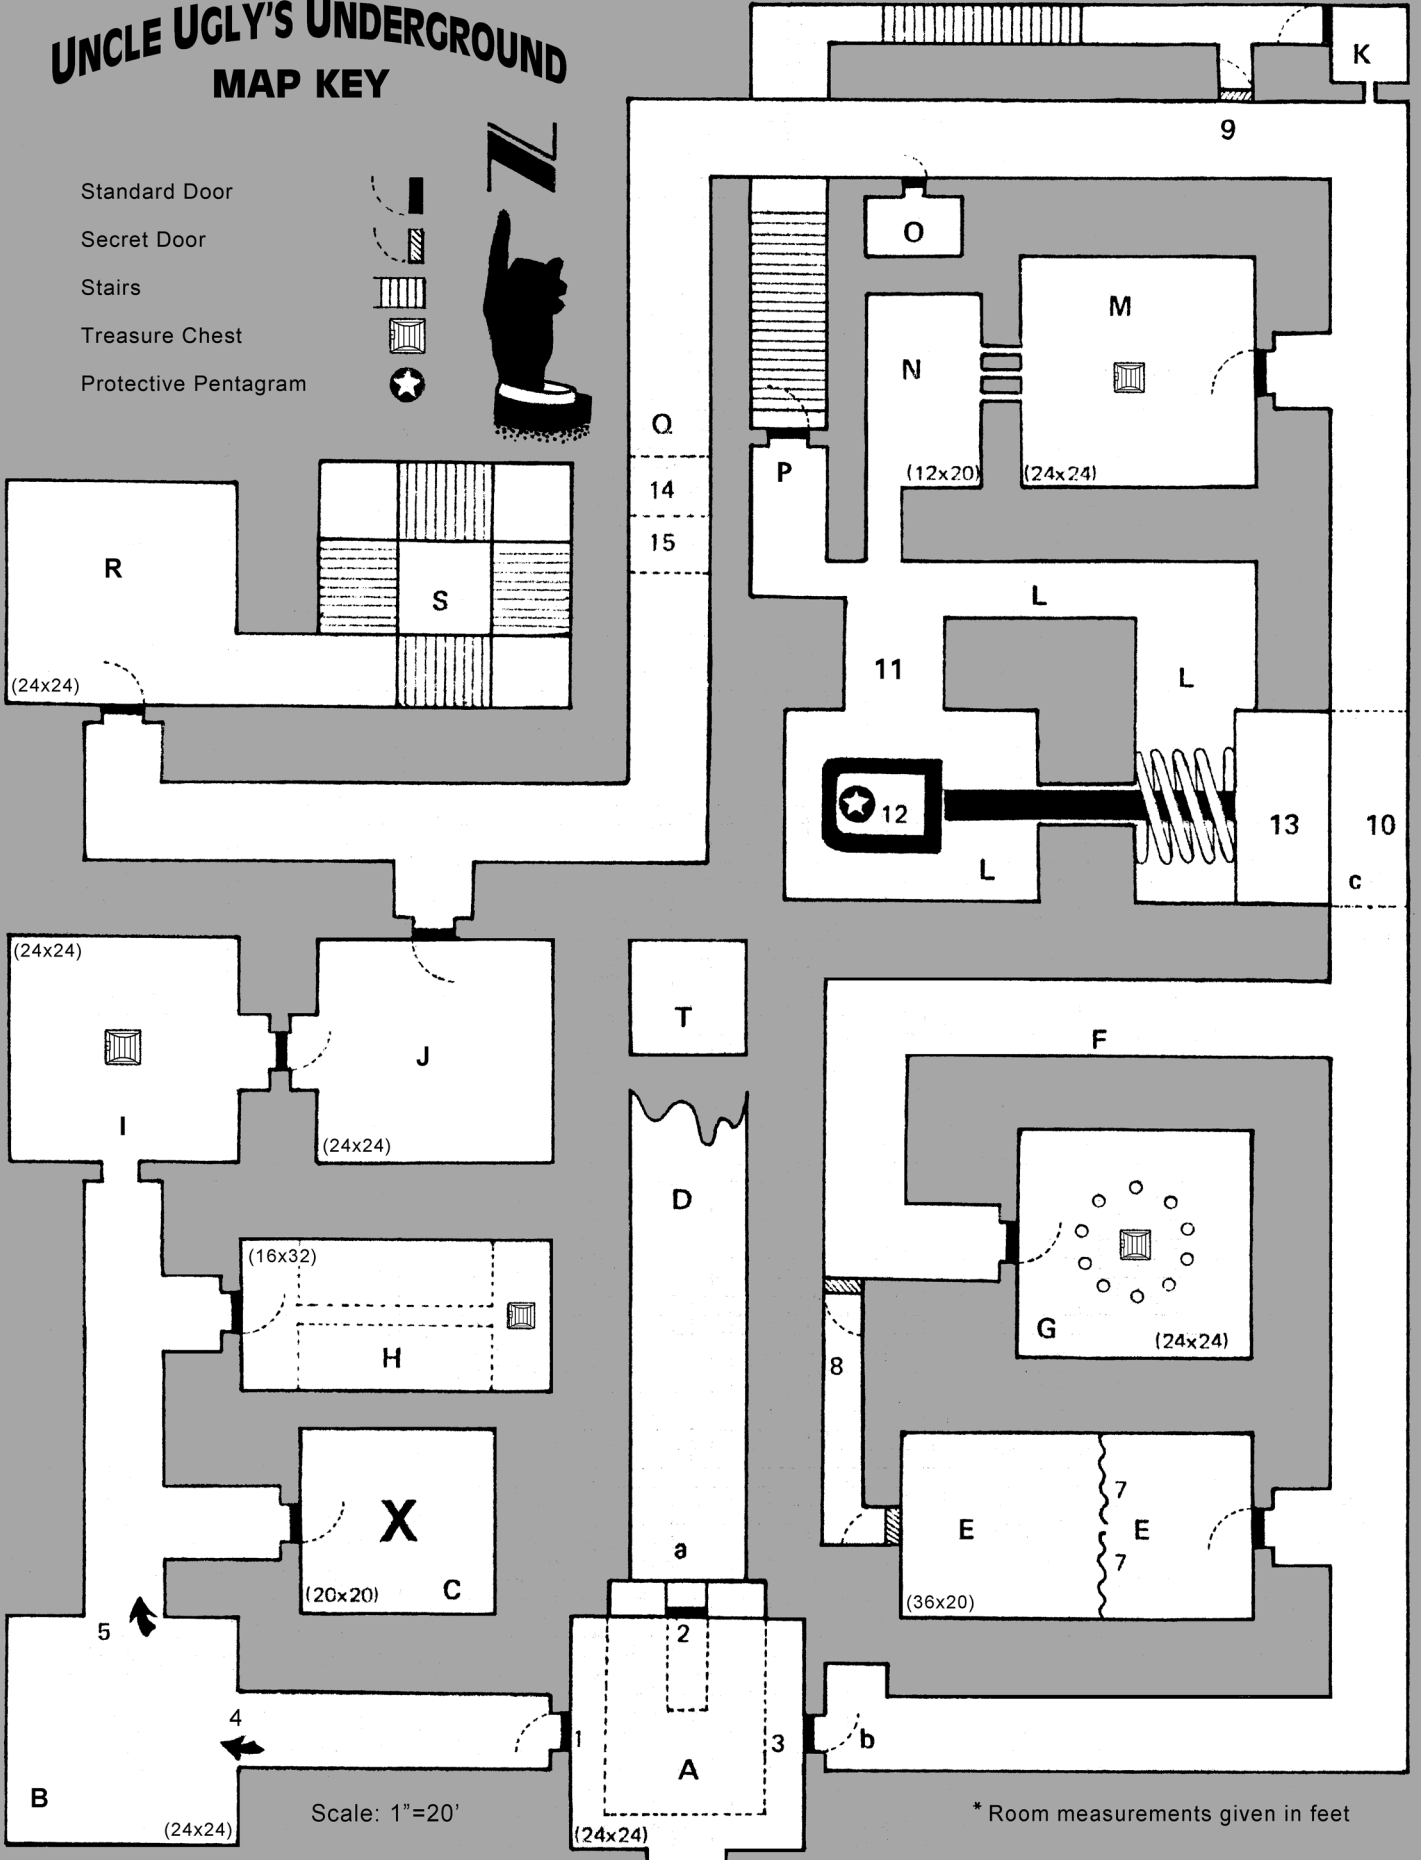 UNCLE UGLY'S UNDERGROUND
MAP KEY
Z
Standard Door
Secret Door
Stairs
Treasure Chest
Protective Pentagram
K
9
O
M
N
(12x20)
(24x24)
Q
P
14
15
R
(24x24)
S
L
11
L
12
L
13
10
c
(24x24)
I
J
(24x24)
T
F
D
(16x32)
H
G
(24x24)
8
X
(20x20)
C
a
E
7
E
7
(36x20)
5
4
B
(24x24)
1
2
3
A
(24x24)
b
Scale: 1"=20'
* Room measurements given in feet